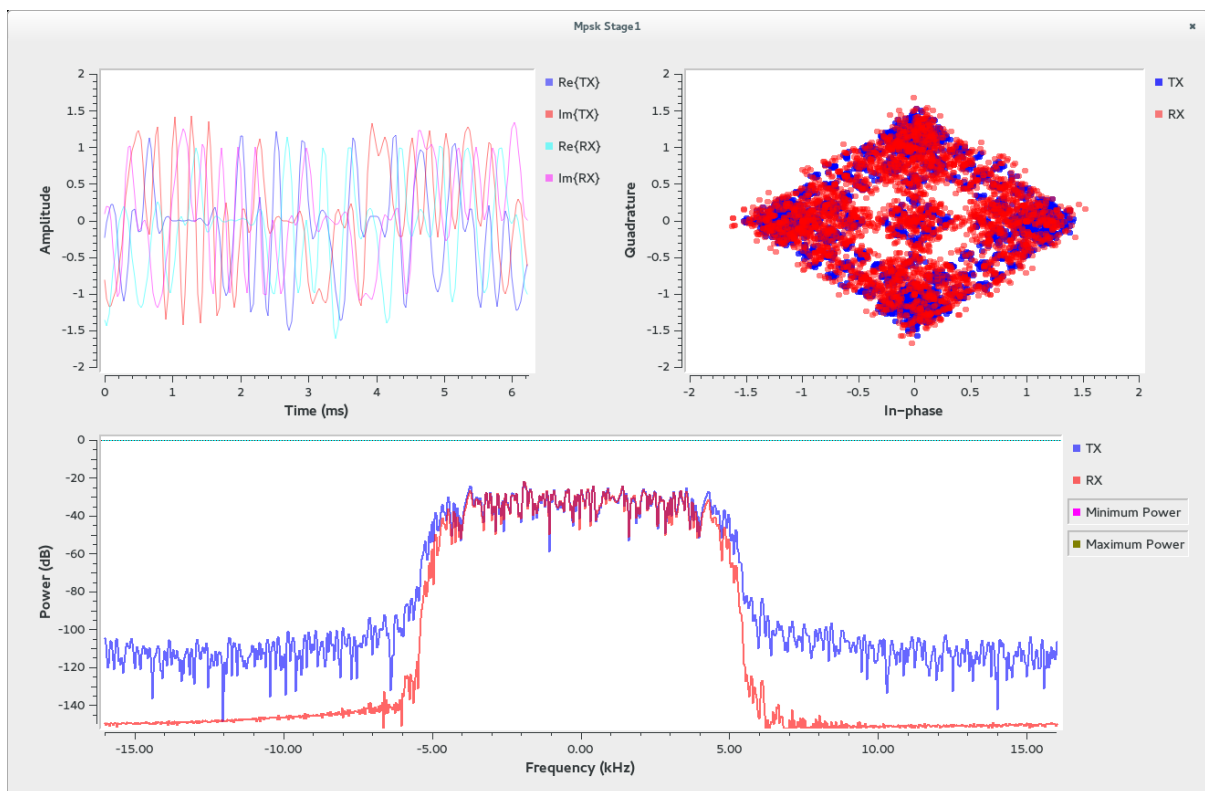 Mpsk Stage1
×
2
1.5
1
0.5
0
-0.5
-1
-1.5
-2
Amplitude
0 1 2 3 4 5 6
Time (ms)
Re{TX}
Im{TX}
Re{RX}
Im{RX}
2
1.5
1
0.5
0
-0.5
-1
-1.5
-2
Quadrature
-2 -1.5 -1 -0.5 0 0.5 1 1.5 2
In-phase
TX
RX
0
-20
-40
-60
-80
-100
-120
-140
Power (dB)
-15.00 -10.00 -5.00 0.00 5.00 10.00 15.00
Frequency (kHz)
TX
RX
Minimum Power
Maximum Power